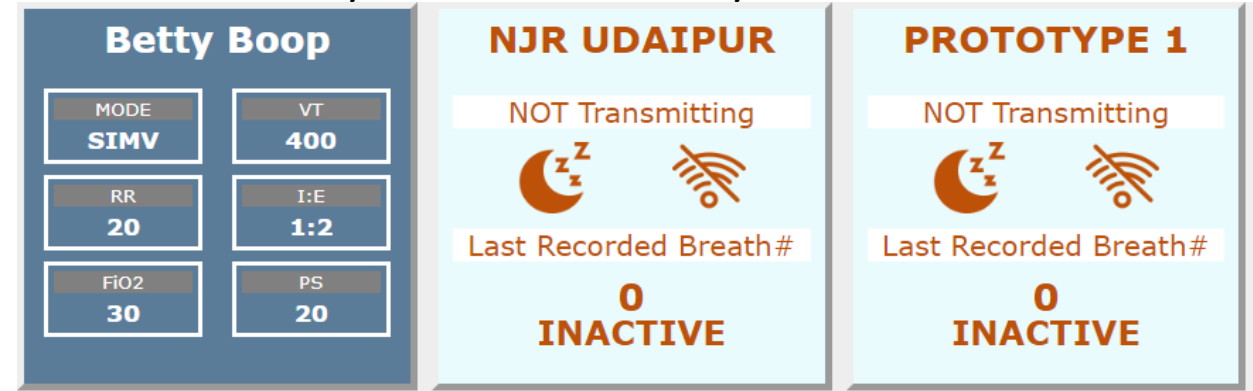 Betty Boop
MODE
SIMV
VT
400
RR
20
I:E
1:2
FiO2
30
PS
20
NJR UDAIPUR
NOT Transmitting
z z Z
Last Recorded Breath#
0
INACTIVE
PROTOTYPE 1
NOT Transmitting
z z Z
Last Recorded Breath#
0
INACTIVE